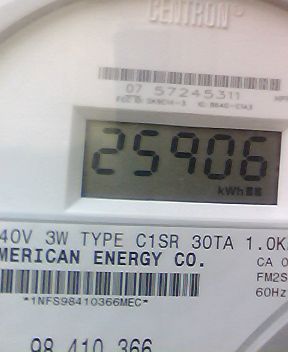 CENTRON
07 57245311
25906
kWh
40V 3W TYPE C1SR 30TA 1.0K
MERICAN ENERGY CO.
CA 0
FM2S
60Hz
*1NFS98410366MEC*
98 410 366